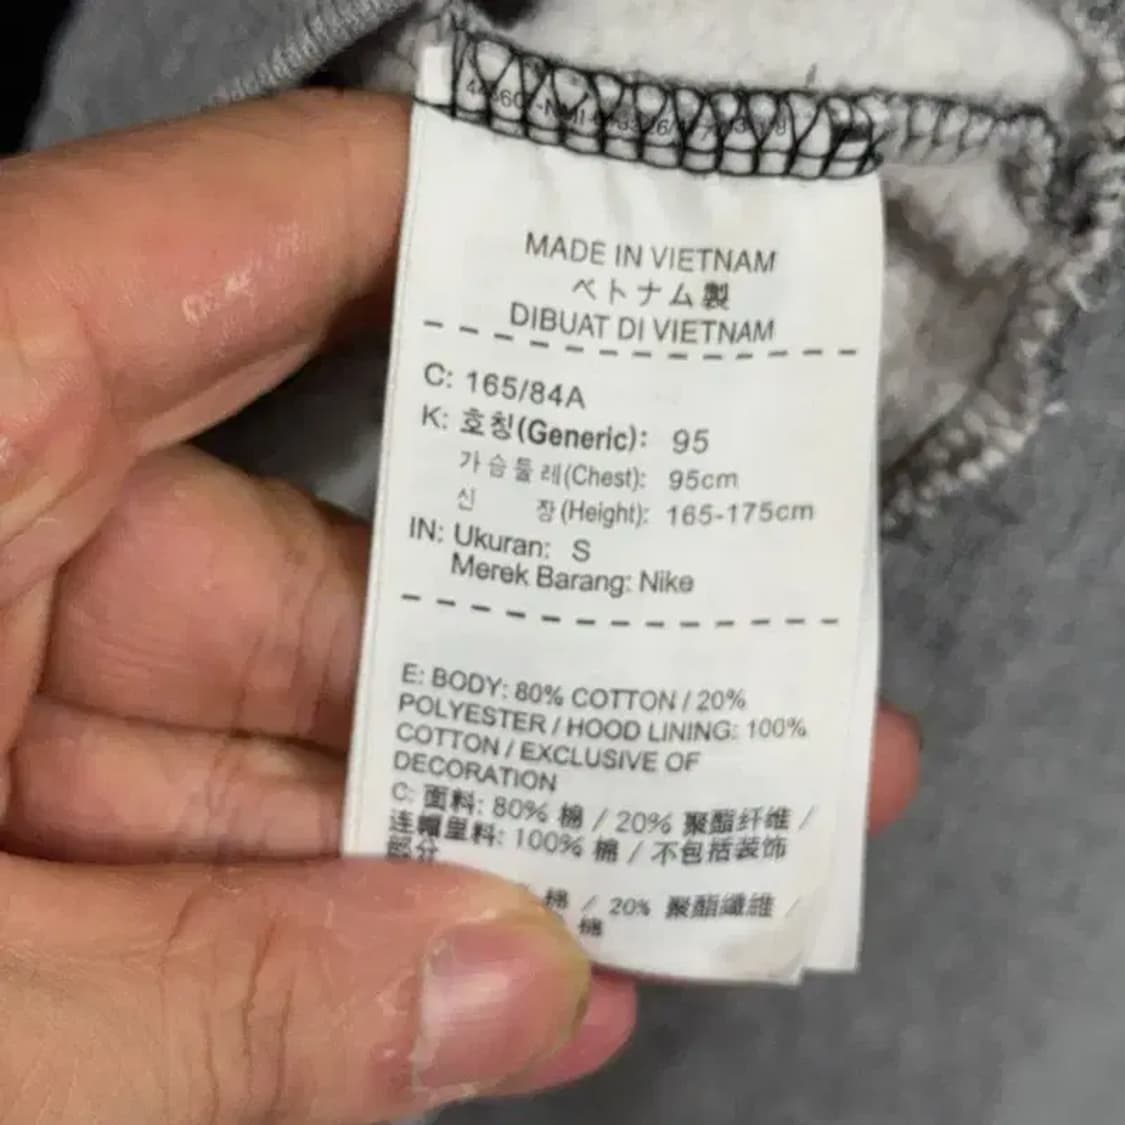 MADE IN VIETNAM
ベトナム製
DIBUAT DI VIETNAM
C: 165/84A
K: 호칭(Generic): 95
가슴둘레(Chest): 95cm
신 장(Height): 165-175cm
IN: Ukuran: S
Merek Barang: Nike
E: BODY: 80% COTTON / 20%
POLYESTER / HOOD LINING: 100%
COTTON / EXCLUSIVE OF
DECORATION
C: 面料: 80% 棉 / 20% 聚酯纤维 /
连帽里料: 100% 棉 / 不包括装饰
部分
棉 / 20% 聚酯纖維 /
棉